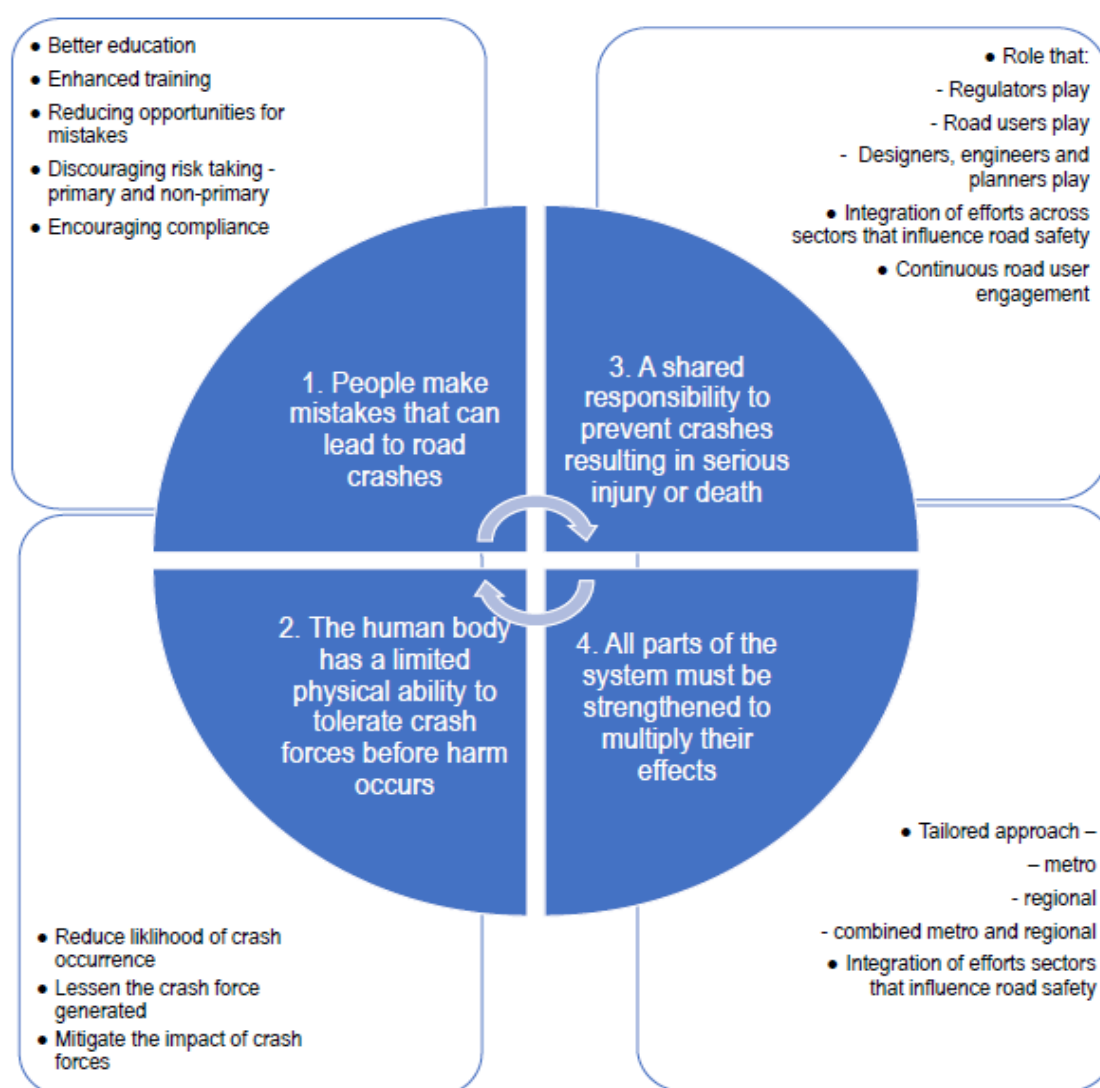 ● Better education
● Enhanced training
● Reducing opportunities for
mistakes
● Discouraging risk taking -
primary and non-primary
● Encouraging compliance
● Role that:
- Regulators play
- Road users play
- Designers, engineers and
planners play
● Integration of efforts across
sectors that influence road safety
● Continuous road user
engagement
1. People make
mistakes that can
lead to road
crashes
3. A shared
responsibility to
prevent crashes
resulting in serious
injury or death
2. The human body
has a limited
physical ability to
tolerate crash
forces before harm
occurs
4. All parts of the
system must be
strengthened to
multiply their
effects
● Reduce liklihood of crash
occurrence
● Lessen the crash force
generated
● Mitigate the impact of crash
forces
● Tailored approach –
– metro
- regional
- combined metro and regional
● Integration of efforts sectors
that influence road safety